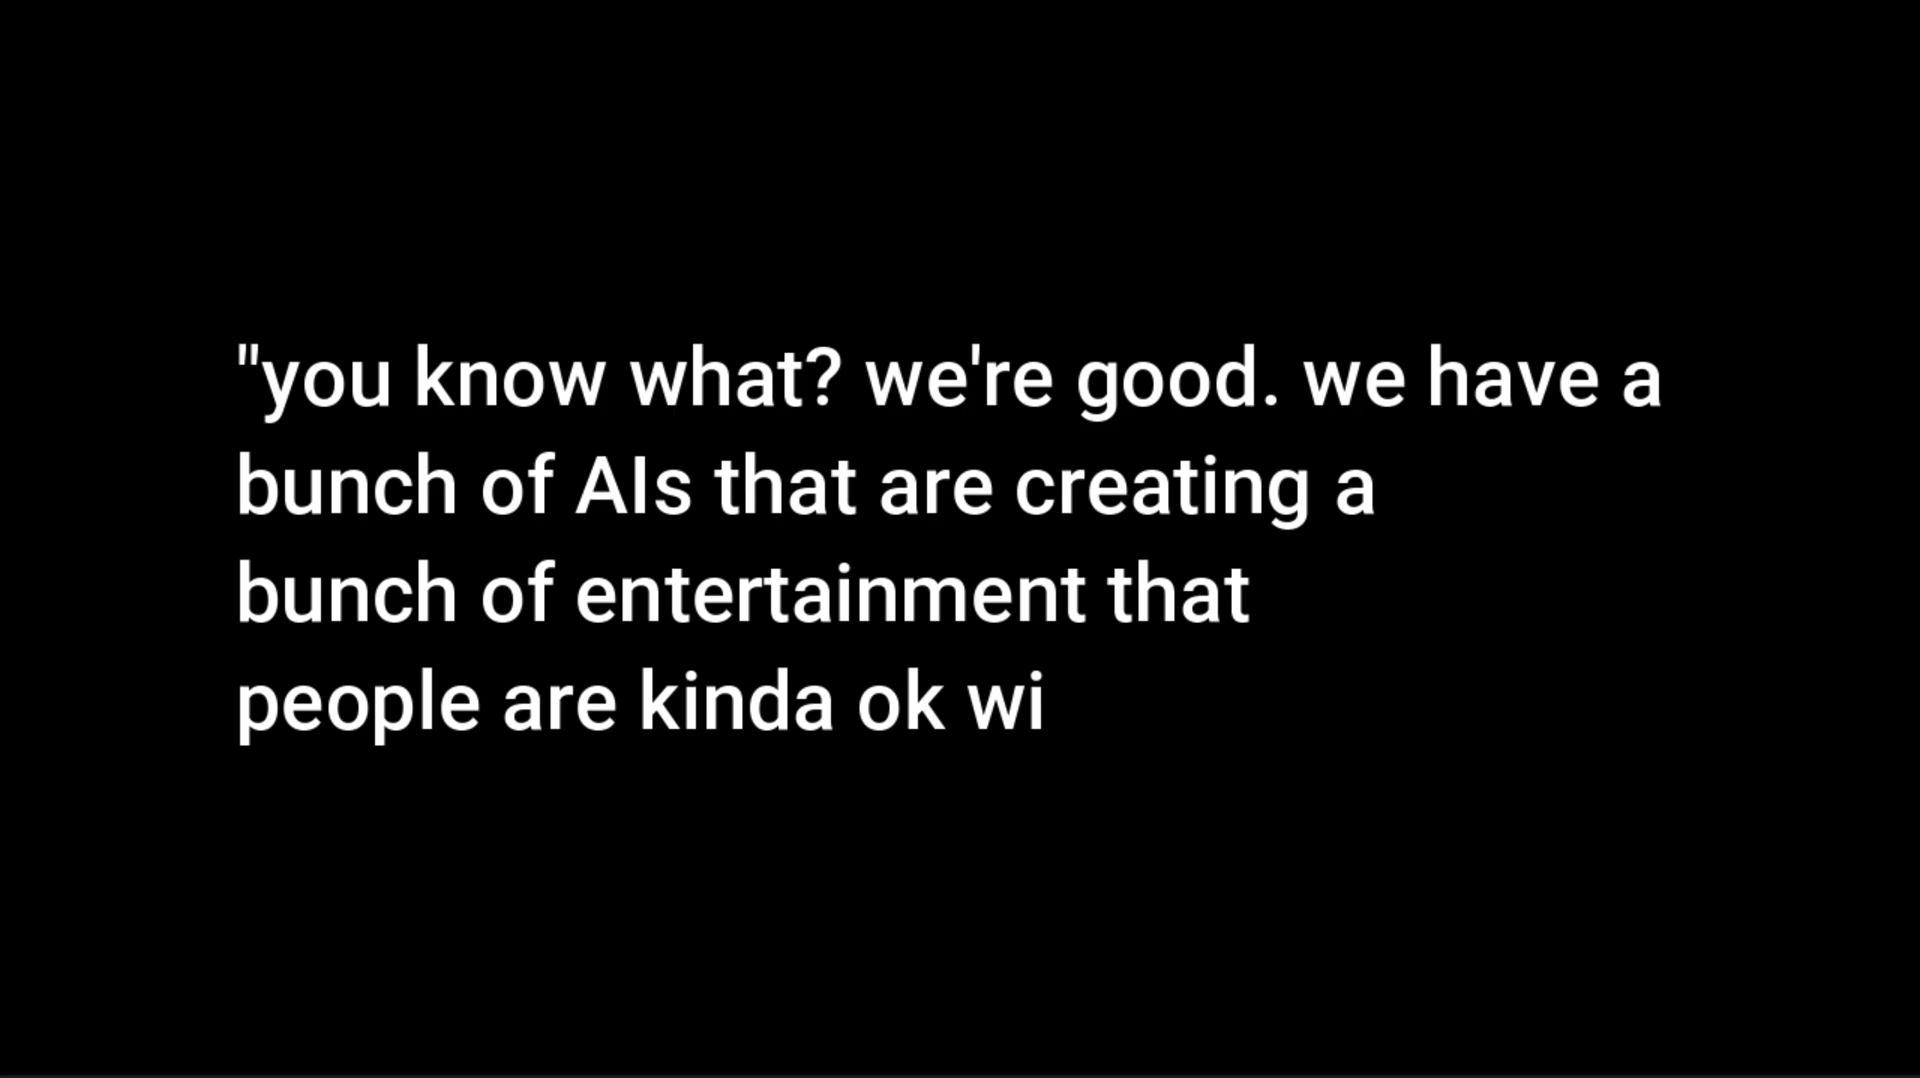 "you know what? we're good. we have a
bunch of AIs that are creating a
bunch of entertainment that
people are kinda ok wi